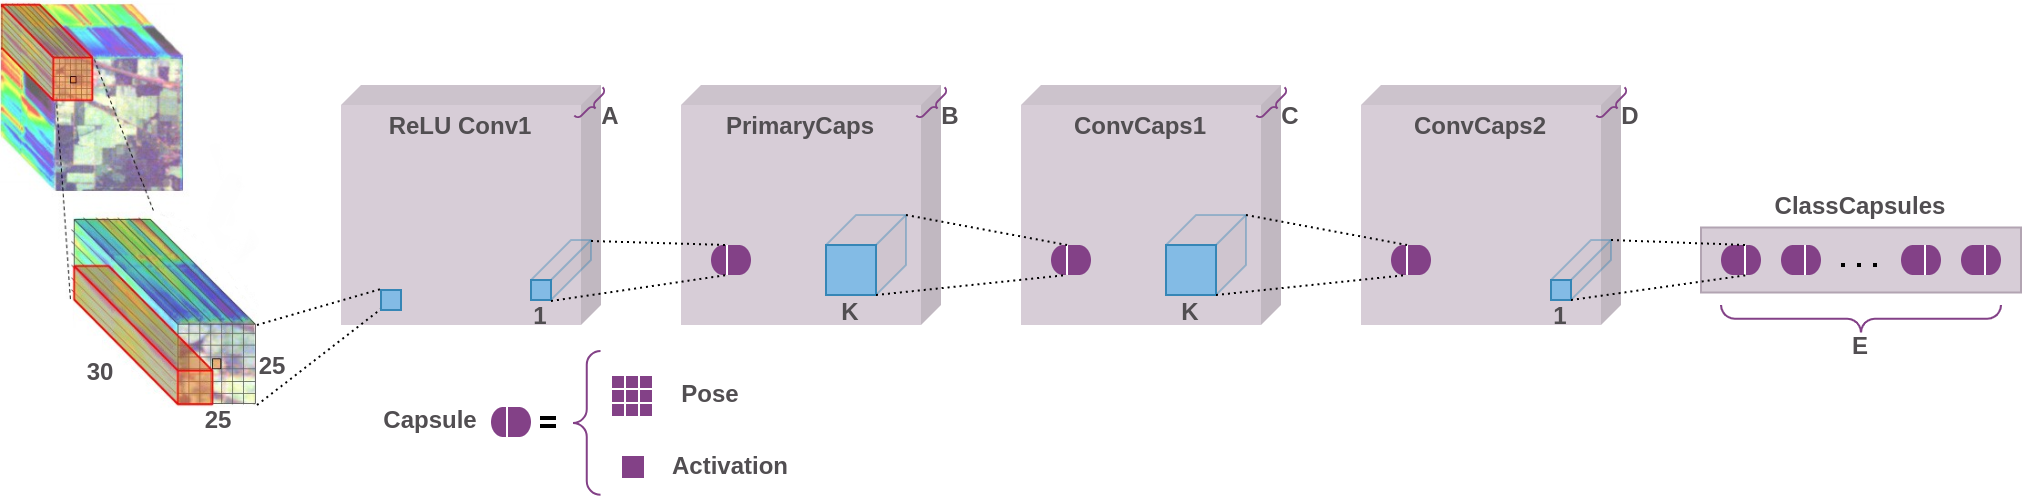 ReLU Conv1
A
PrimaryCaps
B
ConvCaps1
C
ConvCaps2
D
ClassCapsules
. . .
1
K
K
1
E
30
25
25
Capsule =
Pose
Activation